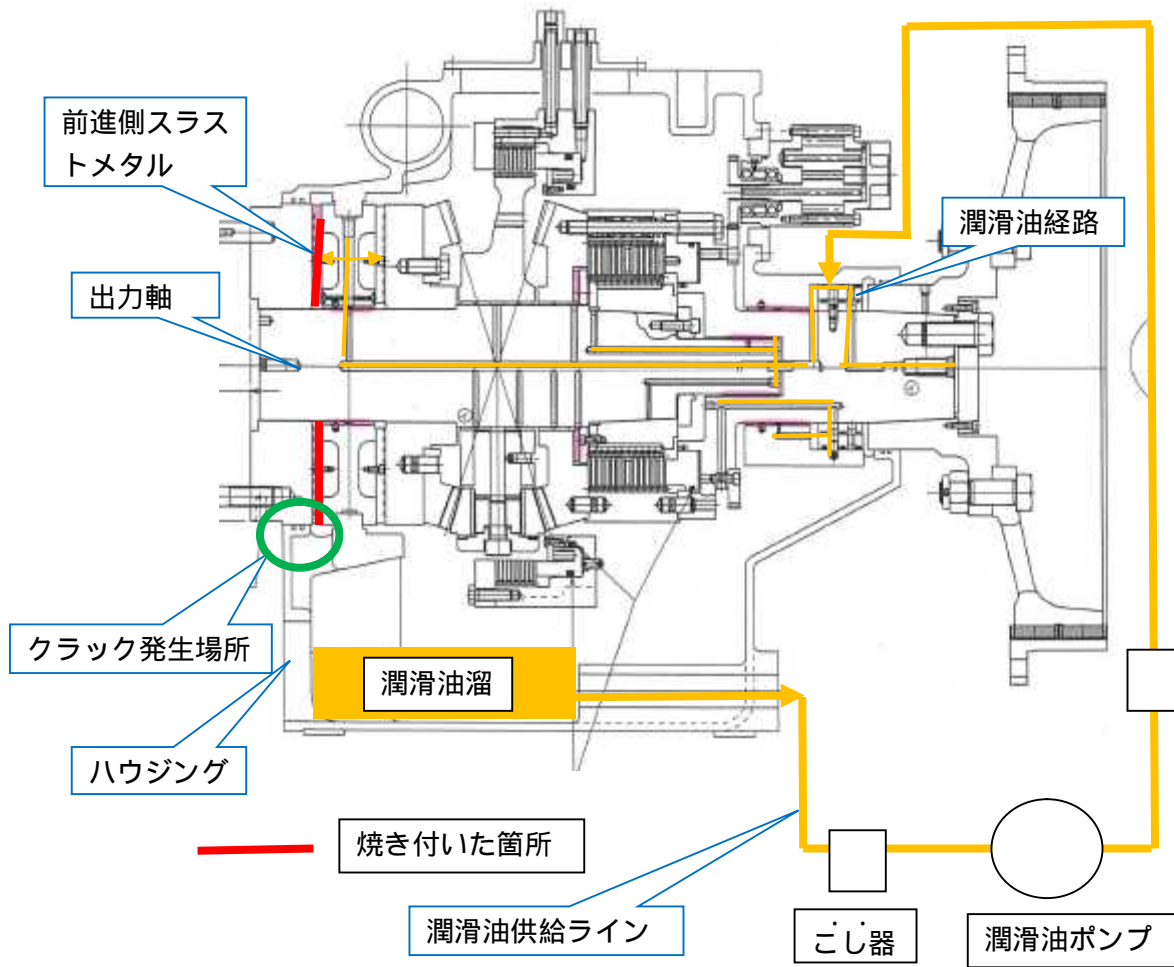 前進側スラス
トメタル
潤滑油経路
出力軸
クラック発生場所
潤滑油溜
ハウジング
焼き付いた箇所
潤滑油供給ライン
こし器
潤滑油ポンプ